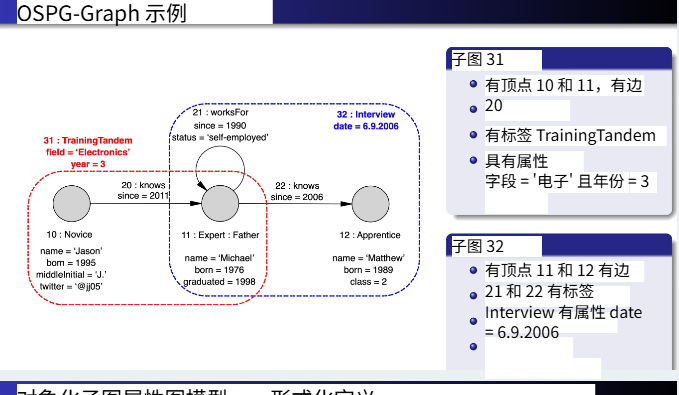 OSPG-Graph 示例
21 : worksFor
since = 1990
status = 'self-employed'
32 : Interview
date = 6.9.2006
31 : TrainingTandem
field = 'Electronics'
year = 3
20 : knows
since = 2011
22 : knows
since = 2006
10 : Novice
name = 'Jason'
born = 1995
middleInitial = 'J.'
twitter = '@jj05'
11 : Expert : Father
name = 'Michael'
born = 1976
graduated = 1998
12 : Apprentice
name = 'Matthew'
born = 1989
class = 2
子图 31
有顶点 10 和 11，有边
20
有标签 TrainingTandem
具有属性
字段 = '电子' 且年份 = 3
子图 32
有顶点 11 和 12 有边
21 和 22 有标签
Interview 有属性 date
= 6.9.2006